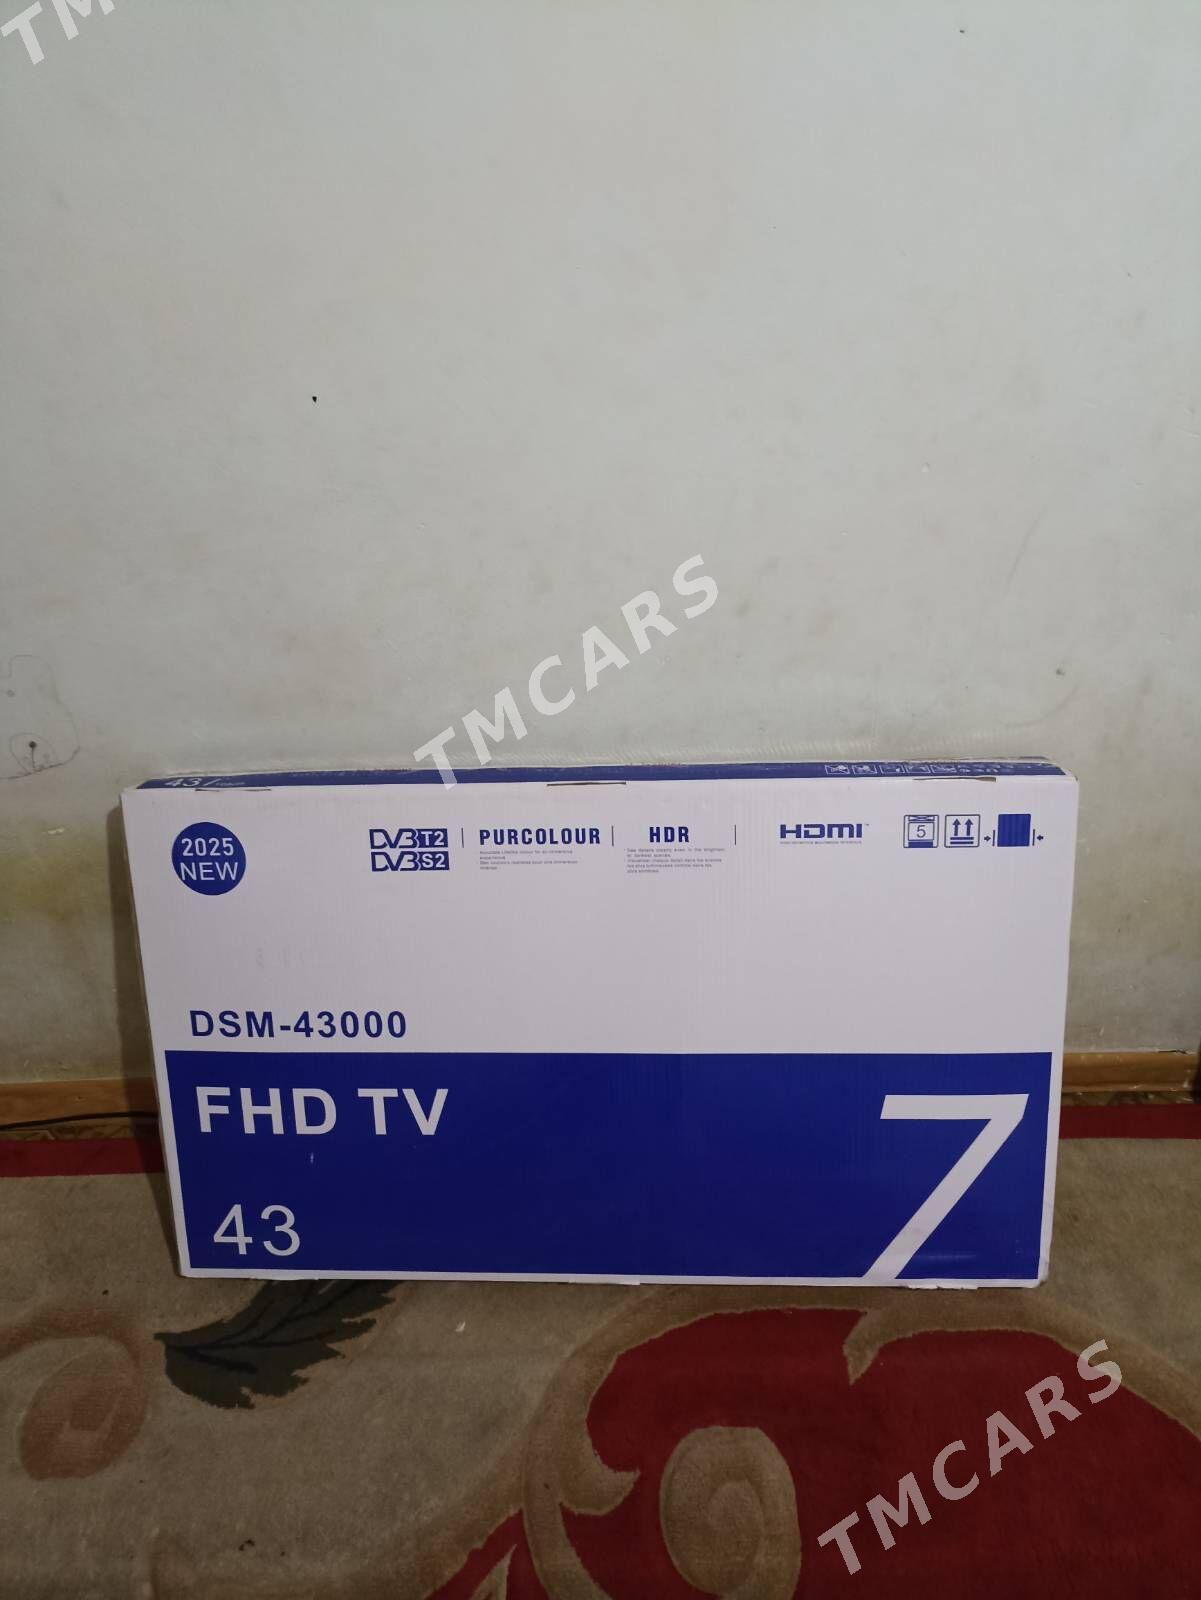 TM
TMCARS
43
2025
NEW
DVB T2
DVB S2
PURCOLOUR
HDR
HDMI
5
DSM-43000
FHD TV
43
7
TMCARS